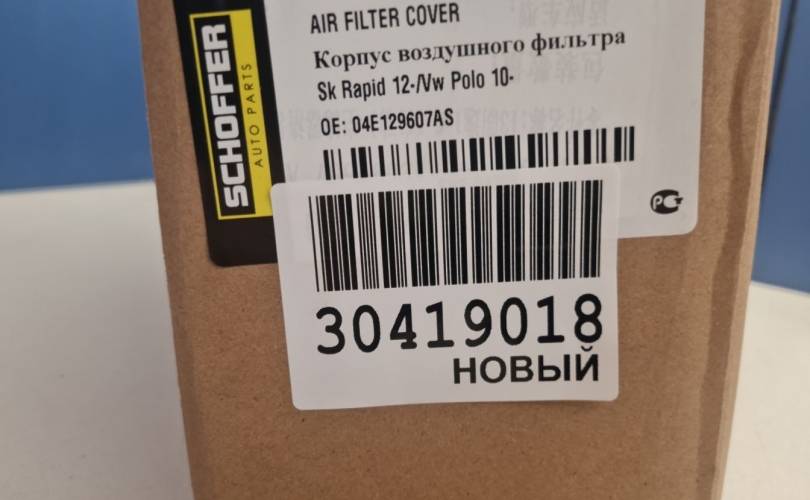 SCHOFFER
AUTO PARTS
AIR FILTER COVER
Корпус воздушного фильтра
Sk Rapid 12-/Vw Polo 10-
OE: 04E129607AS
РС
30419018
НОВЫЙ